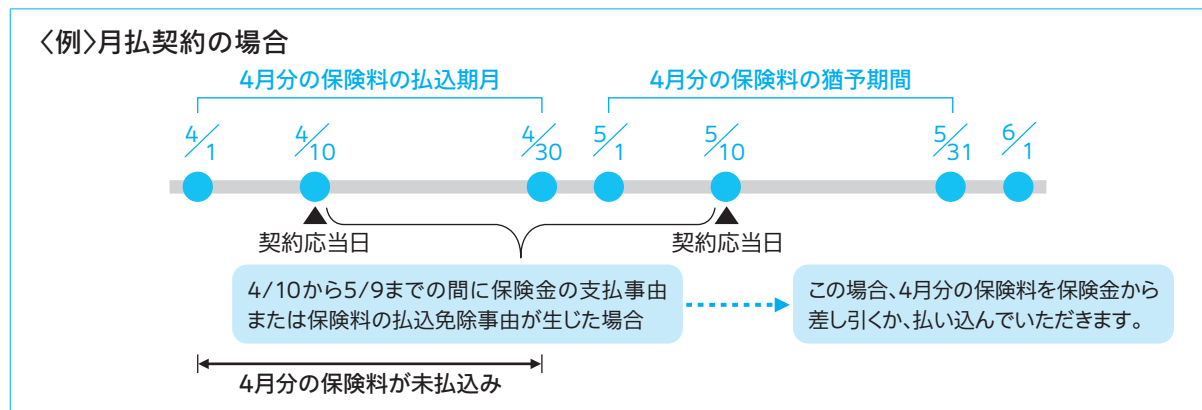 〈例〉月払契約の場合
4月分の保険料の払込期月
4月分の保険料の猶予期間
4/1 4/10 4/30 5/1 5/10 5/31 6/1
契約応当日 契約応当日
4/10から5/9までの間に保険金の支払事由
または保険料の払込免除事由が生じた場合
この場合、4月分の保険料を保険金から
差し引くか、払い込んでいただきます。
4月分の保険料が未払込み